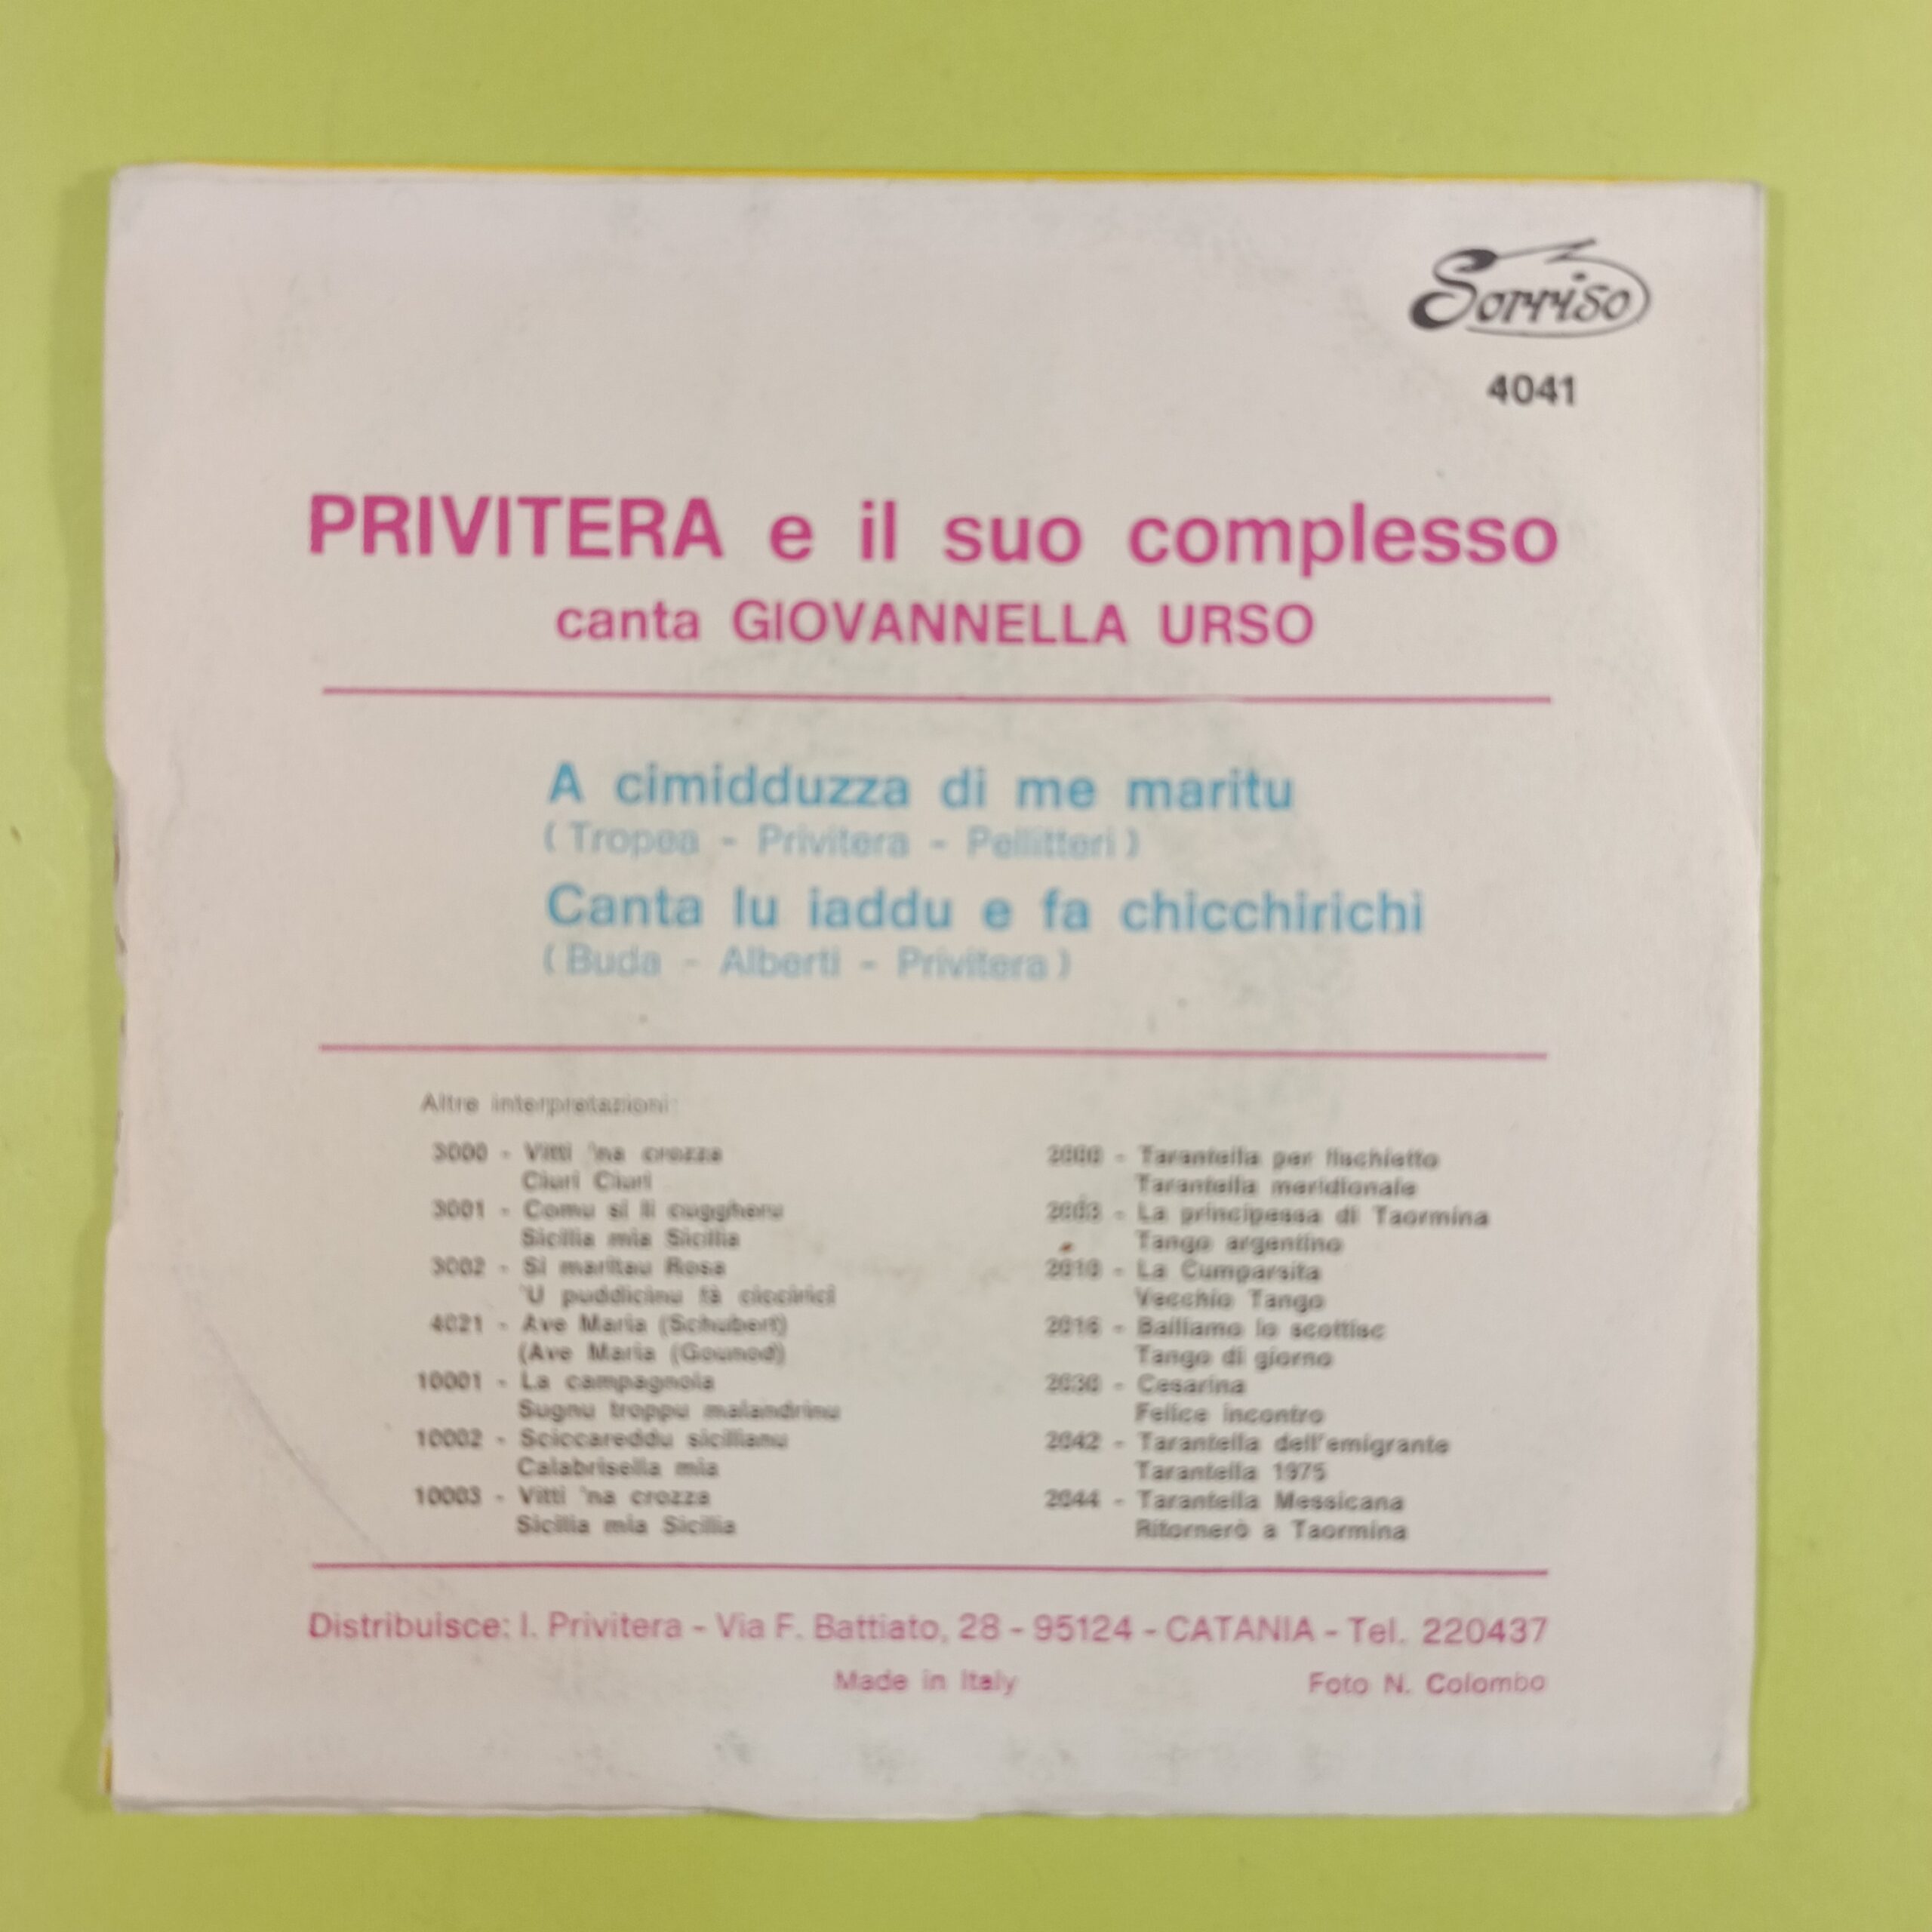 Sorriso
4041
PRIVITERA e il suo complesso
canta GIOVANNELLA URSO
A cimidduzza di me maritu
(Tropea - Privitera - Pellitteri)
Canta lu iaddu e fa chicchirichì
(Buda - Alberti - Privitera)
Altre interpretazioni:
3000 - Vitti 'na crozza
Ciuri Ciuri
3001 - Comu si li cuggheru
Sicilia mia Sicilia
3002 - Si maritau Rosa
'U puddicinu fà ciccirici
4021 - Ave Maria (Schubert)
(Ave Maria (Gounod)
10001 - La campagnola
Sugnu troppu malandrinu
10002 - Sciccareddu sicilianu
Calabrisella mia
10003 - Vitti 'na crozza
Sicilia mia Sicilia
- Tarantella per fischietto
Tarantella meridionale
- La principessa di Taormina
Tango argentino
- La Cumparsita
Vecchio Tango
2016 - Balliamo lo scottisc
Tango di giorno
- Cesarina
Felice incontro
2042 - Tarantella dell'emigrante
Tarantella 1975
2044 - Tarantella Messicana
Ritornerò a Taormina
Distribuisce: I. Privitera - Via F. Battiato, 28 - 95124 - CATANIA - Tel. 220437
Made in Italy
Foto N. Colombo